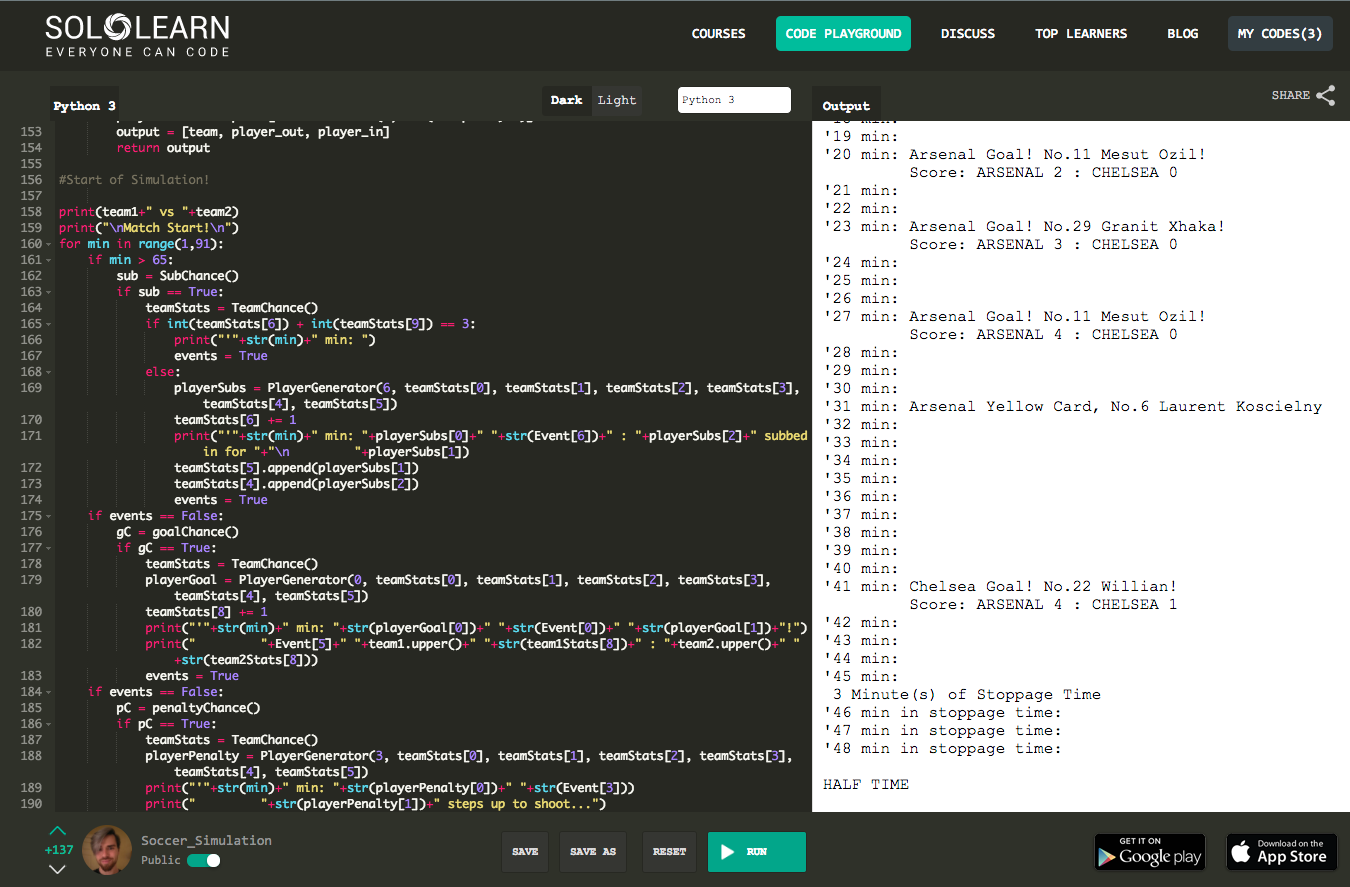 SOLOLEARN
EVERYONE CAN CODE
COURSES
CODE PLAYGROUND
DISCUSS
TOP LEARNERS
BLOG
MY CODES(3)
Python 3
Dark
Light
Python 3
Output
SHARE
153 output = [team, player_out, player_in]
154 return output
155
156 #Start of Simulation!
157
158 print(team1+" vs "+team2)
159 print("\nMatch Start!\n")
160 for min in range(1,91):
161 if min > 65:
162 sub = SubChance()
163 if sub == True:
164 teamStats = TeamChance()
165 if int(teamStats[6]) + int(teamStats[9]) == 3:
166 print("'"+str(min)+" min: ")
167 events = True
168 else:
169 playerSubs = PlayerGenerator(6, teamStats[0], teamStats[1], teamStats[2], teamStats[3],
teamStats[4], teamStats[5])
170 teamStats[6] += 1
171 print("'"+str(min)+" min: "+playerSubs[0]+" "+str(Event[6])+" : "+playerSubs[2]+" subbed
in for "+"\n         "+playerSubs[1])
172 teamStats[5].append(playerSubs[1])
173 teamStats[4].append(playerSubs[2])
174 events = True
175 if events == False:
176 gC = goalChance()
177 if gC == True:
178 teamStats = TeamChance()
179 playerGoal = PlayerGenerator(0, teamStats[0], teamStats[1], teamStats[2], teamStats[3],
teamStats[4], teamStats[5])
180 teamStats[8] += 1
181 print("'"+str(min)+" min: "+str(playerGoal[0])+" "+str(Event[0])+" "+str(playerGoal[1])+"!")
182 print("         "+Event[5]+" "+team1.upper()+" "+str(team1Stats[8])+" : "+team2.upper()+" "
+str(team2Stats[8]))
183 events = True
184 if events == False:
185 pC = penaltyChance()
186 if pC == True:
187 teamStats = TeamChance()
188 playerPenalty = PlayerGenerator(3, teamStats[0], teamStats[1], teamStats[2], teamStats[3],
teamStats[4], teamStats[5])
189 print("'"+str(min)+" min: "+str(playerPenalty[0])+" "+str(Event[3]))
190 print("         "+str(playerPenalty[1])+" steps up to shoot...")
'19 min:
'20 min: Arsenal Goal! No.11 Mesut Ozil!
Score: ARSENAL 2 : CHELSEA 0
'21 min:
'22 min:
'23 min: Arsenal Goal! No.29 Granit Xhaka!
Score: ARSENAL 3 : CHELSEA 0
'24 min:
'25 min:
'26 min:
'27 min: Arsenal Goal! No.11 Mesut Ozil!
Score: ARSENAL 4 : CHELSEA 0
'28 min:
'29 min:
'30 min:
'31 min: Arsenal Yellow Card, No.6 Laurent Koscielny
'32 min:
'33 min:
'34 min:
'35 min:
'36 min:
'37 min:
'38 min:
'39 min:
'40 min:
'41 min: Chelsea Goal! No.22 Willian!
Score: ARSENAL 4 : CHELSEA 1
'42 min:
'43 min:
'44 min:
'45 min:
3 Minute(s) of Stoppage Time
'46 min in stoppage time:
'47 min in stoppage time:
'48 min in stoppage time:
HALF TIME
+137
Soccer_Simulation
Public
SAVE
SAVE AS
RESET
RUN
GET IT ON
Google play
Download on the
App Store